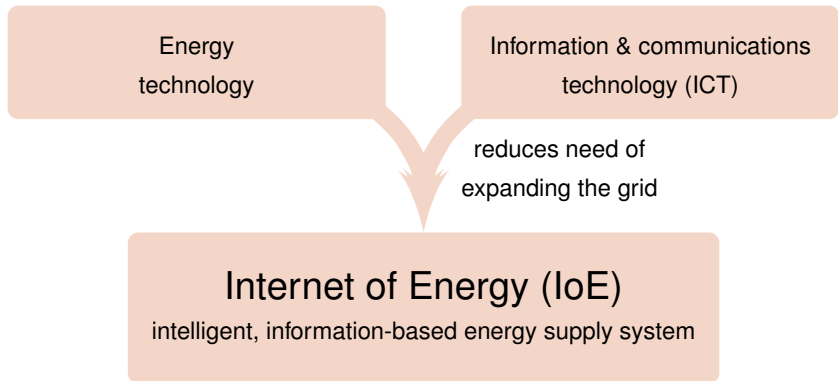 Energy
technology
Information & communications
technology (ICT)
reduces need of
expanding the grid
Internet of Energy (IoE)
intelligent, information-based energy supply system